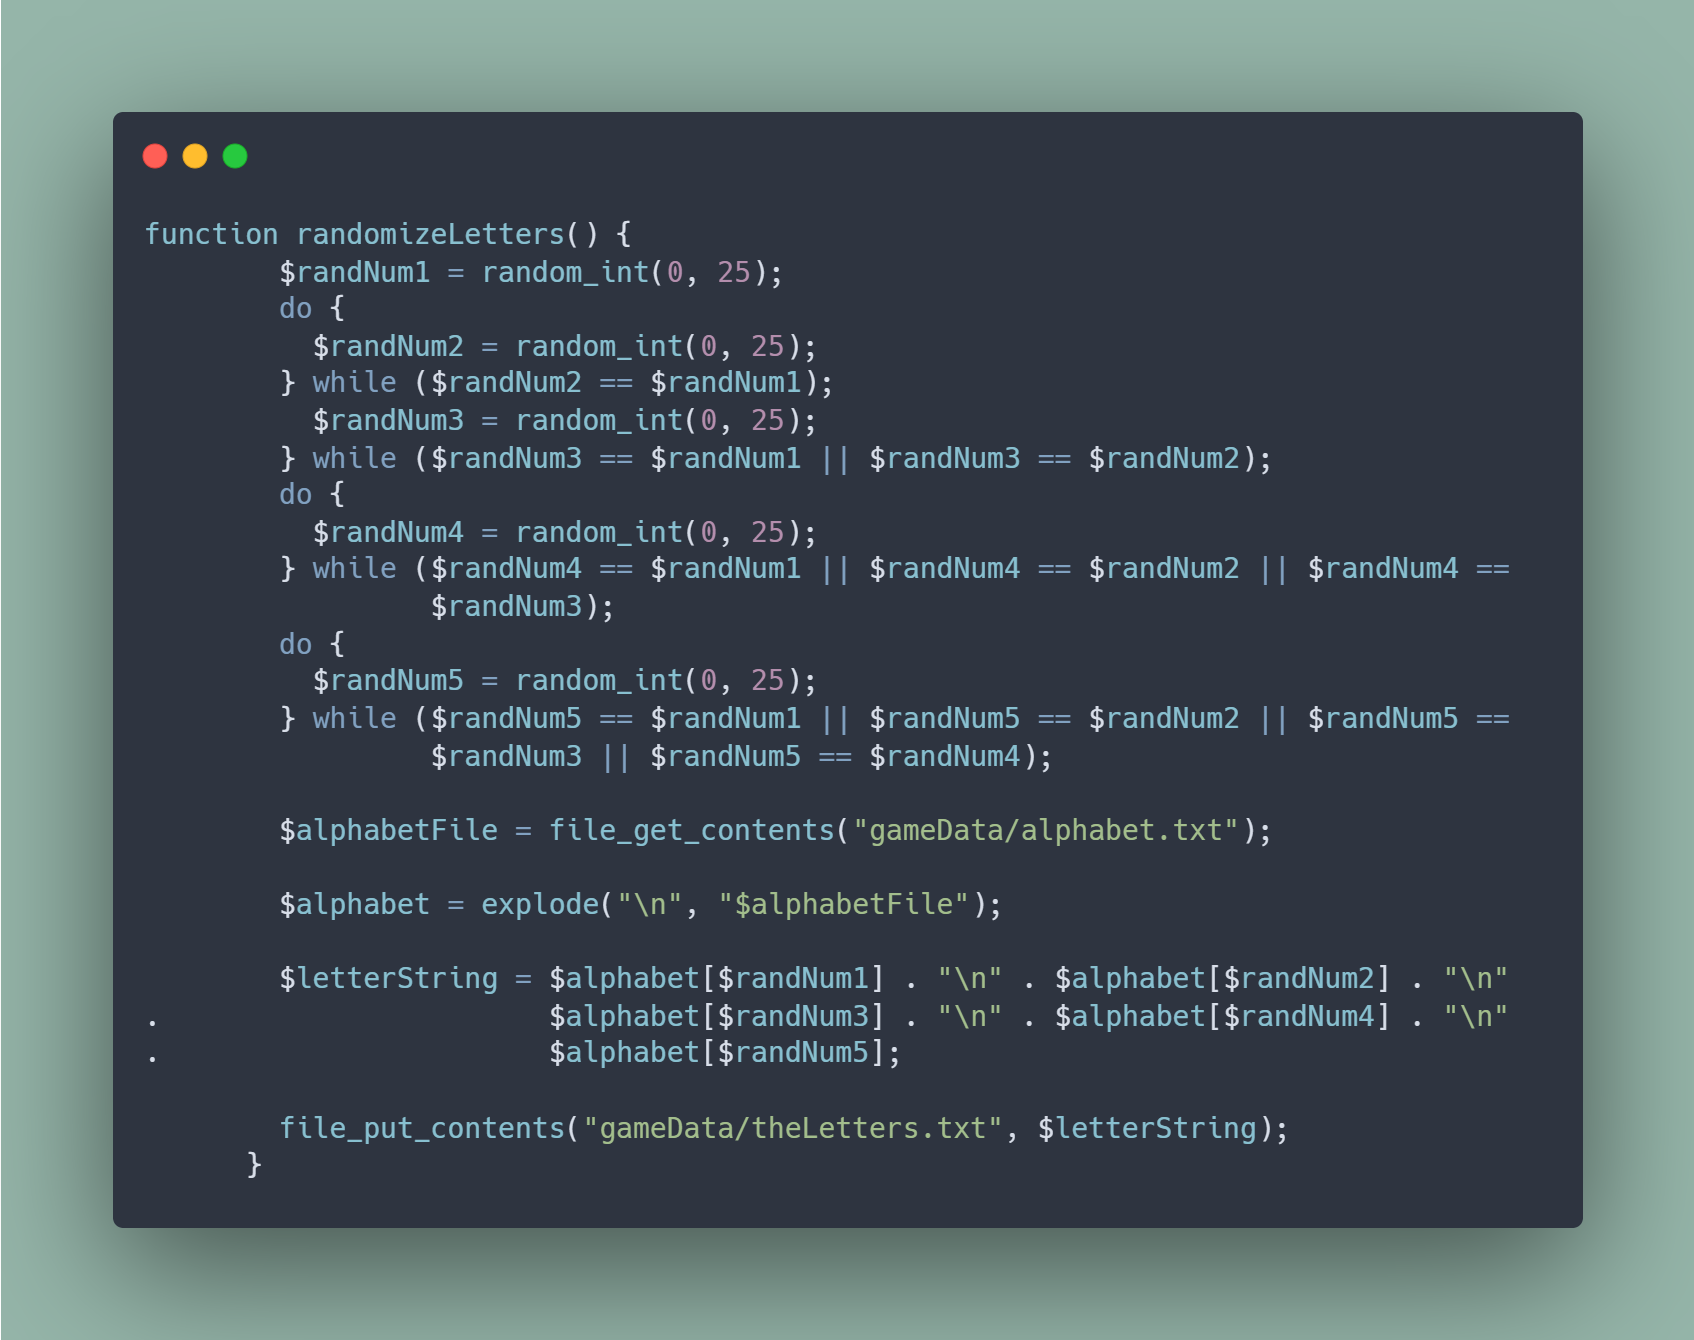 function randomizeLetters() {
        $randNum1 = random_int(0, 25);
        do {
          $randNum2 = random_int(0, 25);
        } while ($randNum2 == $randNum1);
          $randNum3 = random_int(0, 25);
        } while ($randNum3 == $randNum1 || $randNum3 == $randNum2);
        do {
          $randNum4 = random_int(0, 25);
        } while ($randNum4 == $randNum1 || $randNum4 == $randNum2 || $randNum4 ==
                 $randNum3);
        do {
          $randNum5 = random_int(0, 25);
        } while ($randNum5 == $randNum1 || $randNum5 == $randNum2 || $randNum5 ==
                 $randNum3 || $randNum5 == $randNum4);

        $alphabetFile = file_get_contents("gameData/alphabet.txt");

        $alphabet = explode("\n", "$alphabetFile");

        $letterString = $alphabet[$randNum1] . "\n" . $alphabet[$randNum2] . "\n"
.                       $alphabet[$randNum3] . "\n" . $alphabet[$randNum4] . "\n"
.                       $alphabet[$randNum5];

        file_put_contents("gameData/theLetters.txt", $letterString);
      }